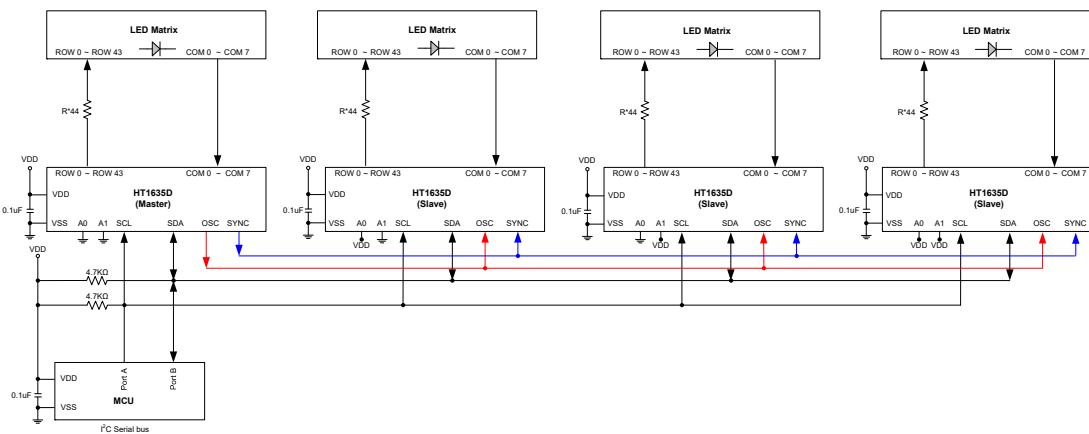 LED Matrix
ROW 0 ~ ROW 43 COM 0 ~ COM 7
LED Matrix
ROW 0 ~ ROW 43 COM 0 ~ COM 7
LED Matrix
ROW 0 ~ ROW 43 COM 0 ~ COM 7
LED Matrix
ROW 0 ~ ROW 43 COM 0 ~ COM 7
R*44
R*44
R*44
R*44
VDD
ROW 0 ~ ROW 43 COM 0 ~ COM 7
VDD
HT1635D
(Master)
0.1uF
VSS A0 A1 SCL SDA OSC SYNC
VDD
ROW 0 ~ ROW 43 COM 0 ~ COM 7
VDD
HT1635D
(Slave)
0.1uF
VSS A0 A1 SCL SDA OSC SYNC
VDD
VDD
ROW 0 ~ ROW 43 COM 0 ~ COM 7
VDD
HT1635D
(Slave)
0.1uF
VSS A0 A1 SCL SDA OSC SYNC
VDD
VDD
ROW 0 ~ ROW 43 COM 0 ~ COM 7
VDD
HT1635D
(Slave)
0.1uF
VSS A0 A1 SCL SDA OSC SYNC
VDD VDD
VDD
4.7KΩ
4.7KΩ
Port A
Port B
VDD
MCU
0.1uF
VSS
I²C Serial bus